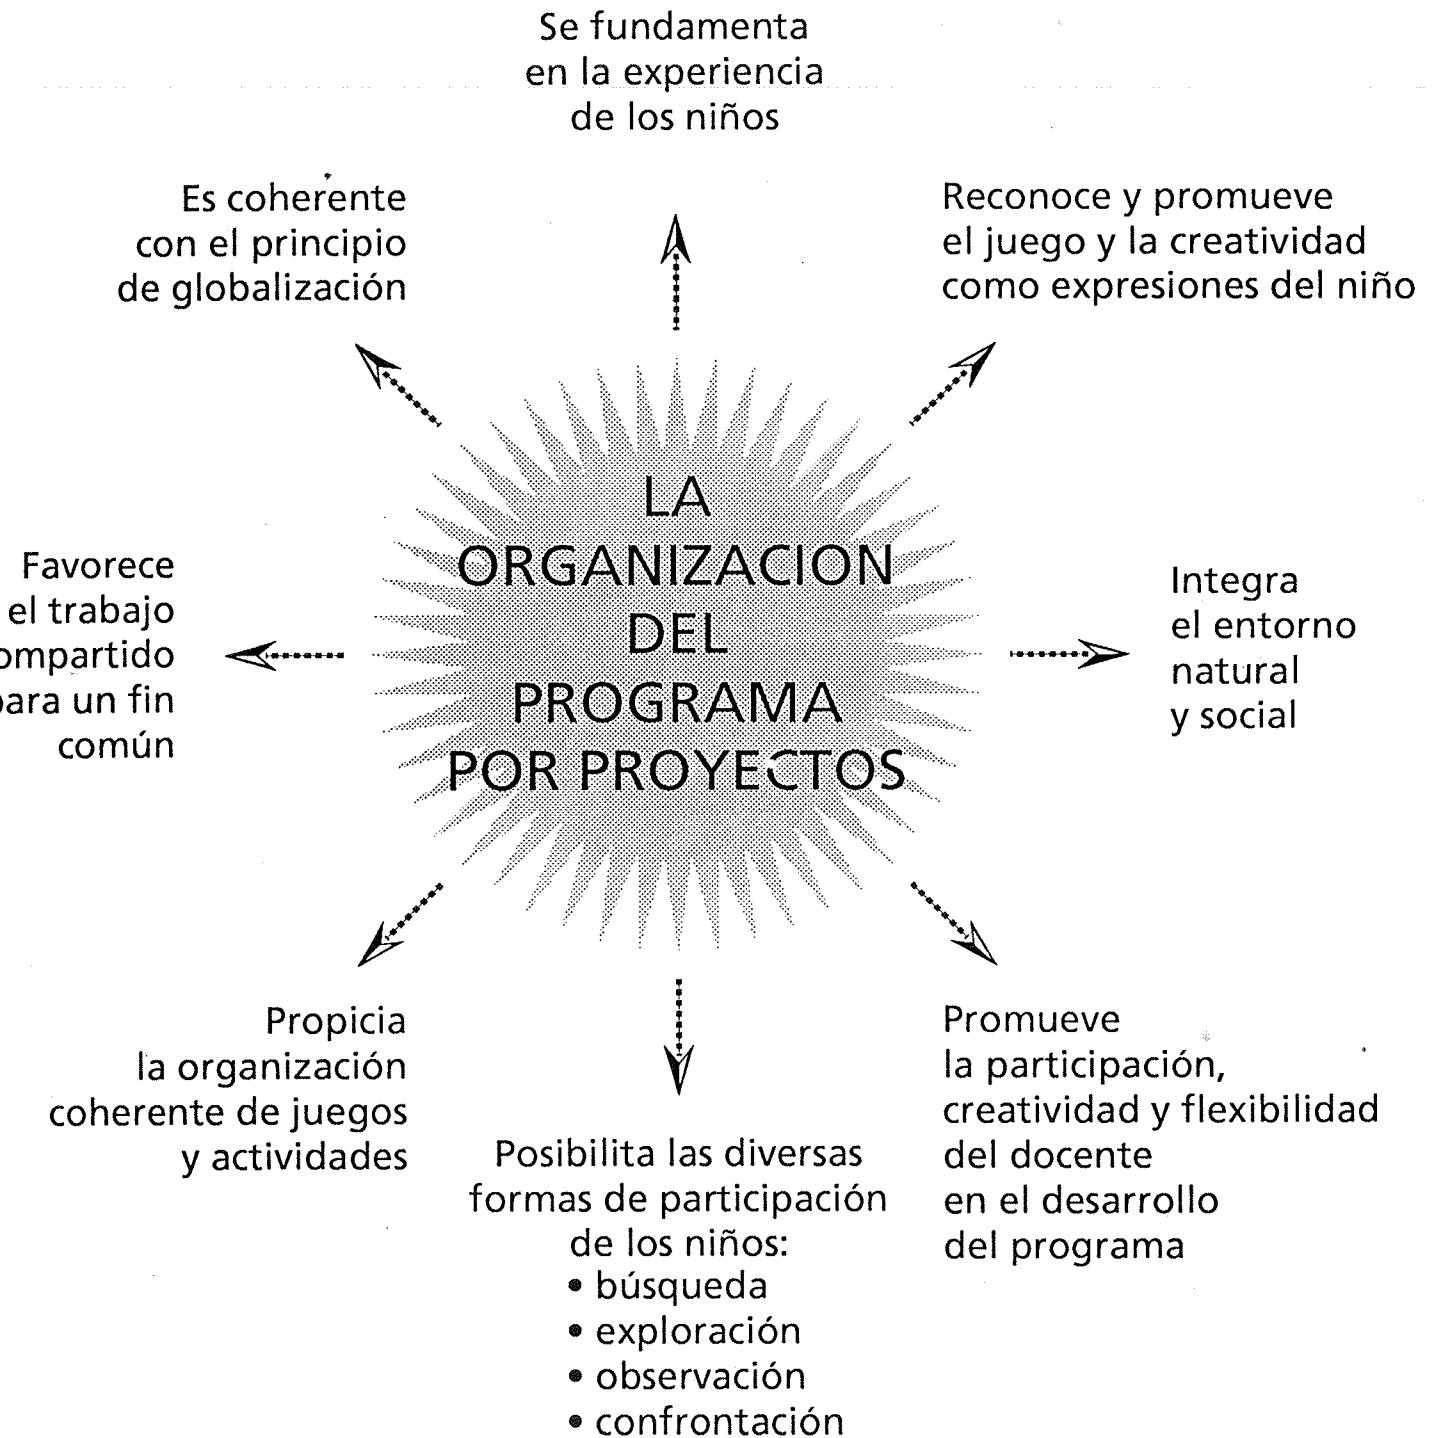 Se fundamenta
en la experiencia
de los niños
Es coherente
con el principio
de globalización
Reconoce y promueve
el juego y la creatividad
como expresiones del niño
LA
ORGANIZACION
DEL
PROGRAMA
POR PROYECTOS
Favorece
el trabajo
ompartido
para un fin
común
Integra
el entorno
natural
y social
Propicia
la organización
coherente de juegos
y actividades
Posibilita las diversas
formas de participación
de los niños:
• búsqueda
• exploración
• observación
• confrontación
Promueve
la participación,
creatividad y flexibilidad
del docente
en el desarrollo
del programa